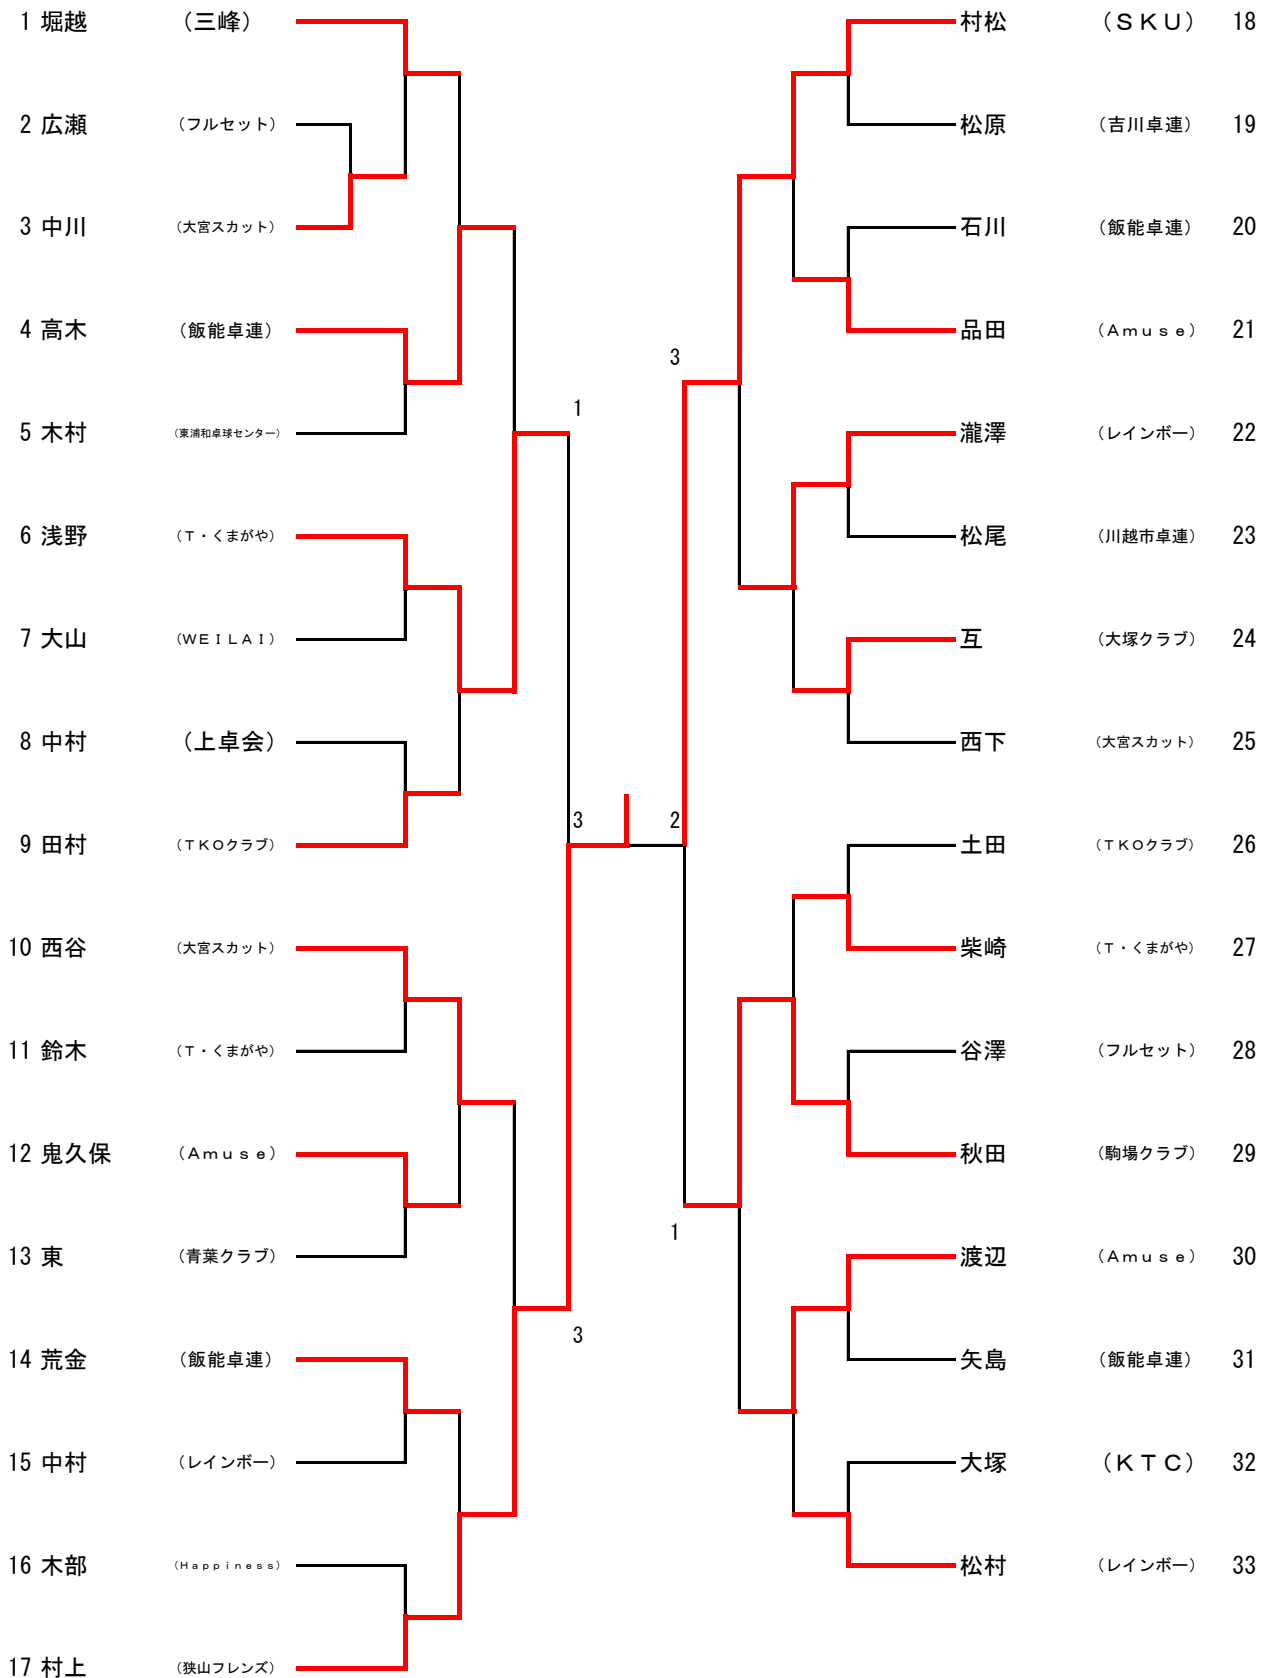 1 堀越 (三峰)
2 広瀬 (フルセット)
3 中川 (大宮スカット)
4 高木 (飯能卓連)
5 木村 (東浦和卓球センター)
6 浅野 (T・くまがや)
7 大山 (WEILAI)
8 中村 (上卓会)
9 田村 (TKOクラブ)
10 西谷 (大宮スカット)
11 鈴木 (T・くまがや)
12 鬼久保 (Amuse)
13 東 (青葉クラブ)
14 荒金 (飯能卓連)
15 中村 (レインボー)
16 木部 (Happiness)
17 村上 (狭山フレンズ)
1
3
3
3
2
1
村松 (SKU) 18
松原 (吉川卓連) 19
石川 (飯能卓連) 20
品田 (Amuse) 21
瀧澤 (レインボー) 22
松尾 (川越市卓連) 23
互 (大塚クラブ) 24
西下 (大宮スカット) 25
土田 (TKOクラブ) 26
柴崎 (T・くまがや) 27
谷澤 (フルセット) 28
秋田 (駒場クラブ) 29
渡辺 (Amuse) 30
矢島 (飯能卓連) 31
大塚 (KTC) 32
松村 (レインボー) 33